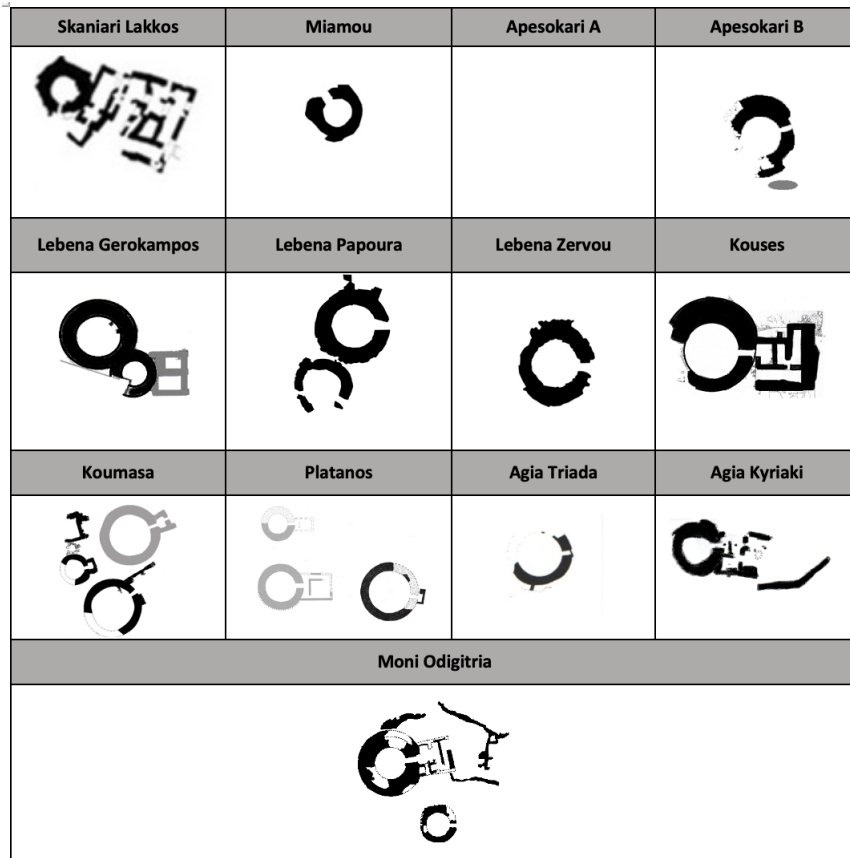 Skaniari Lakkos Miamou Apesokari A Apesokari B
Lebena Gerokampos Lebena Papoura Lebena Zervou Kouses
Koumasa Platanos Agia Triada Agia Kyriaki
Moni Odigitria